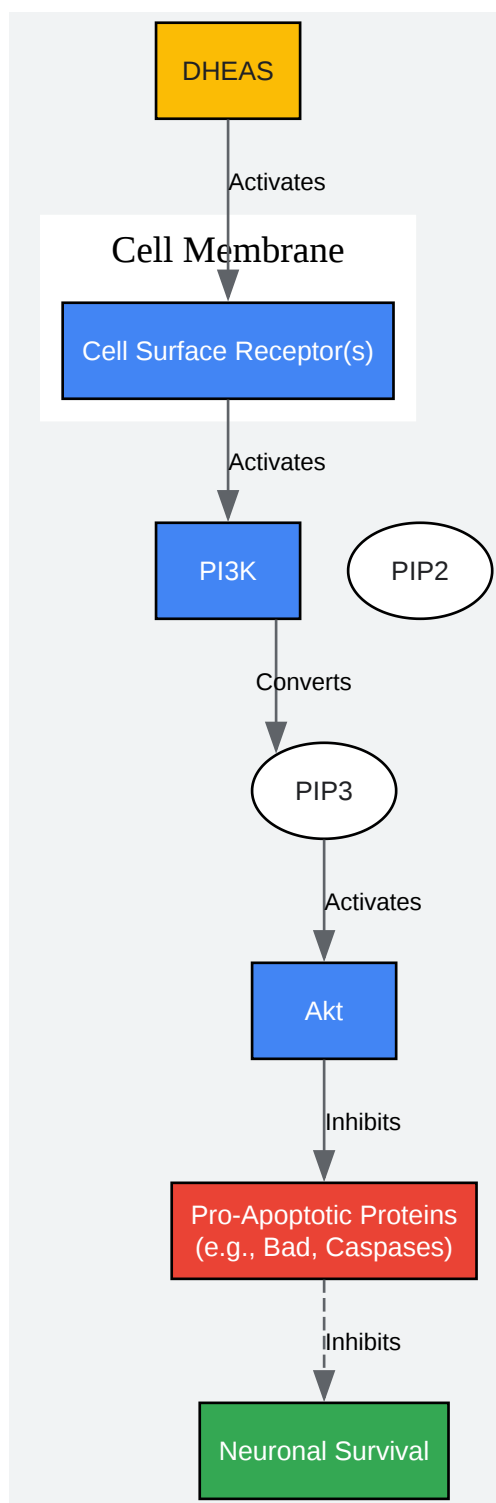 DHEAS
Activates
Cell Membrane
Cell Surface Receptor(s)
Activates
PI3K
PIP2
Converts
PIP3
Activates
Akt
Inhibits
Pro-Apoptotic Proteins
(e.g., Bad, Caspases)
Inhibits
Neuronal Survival